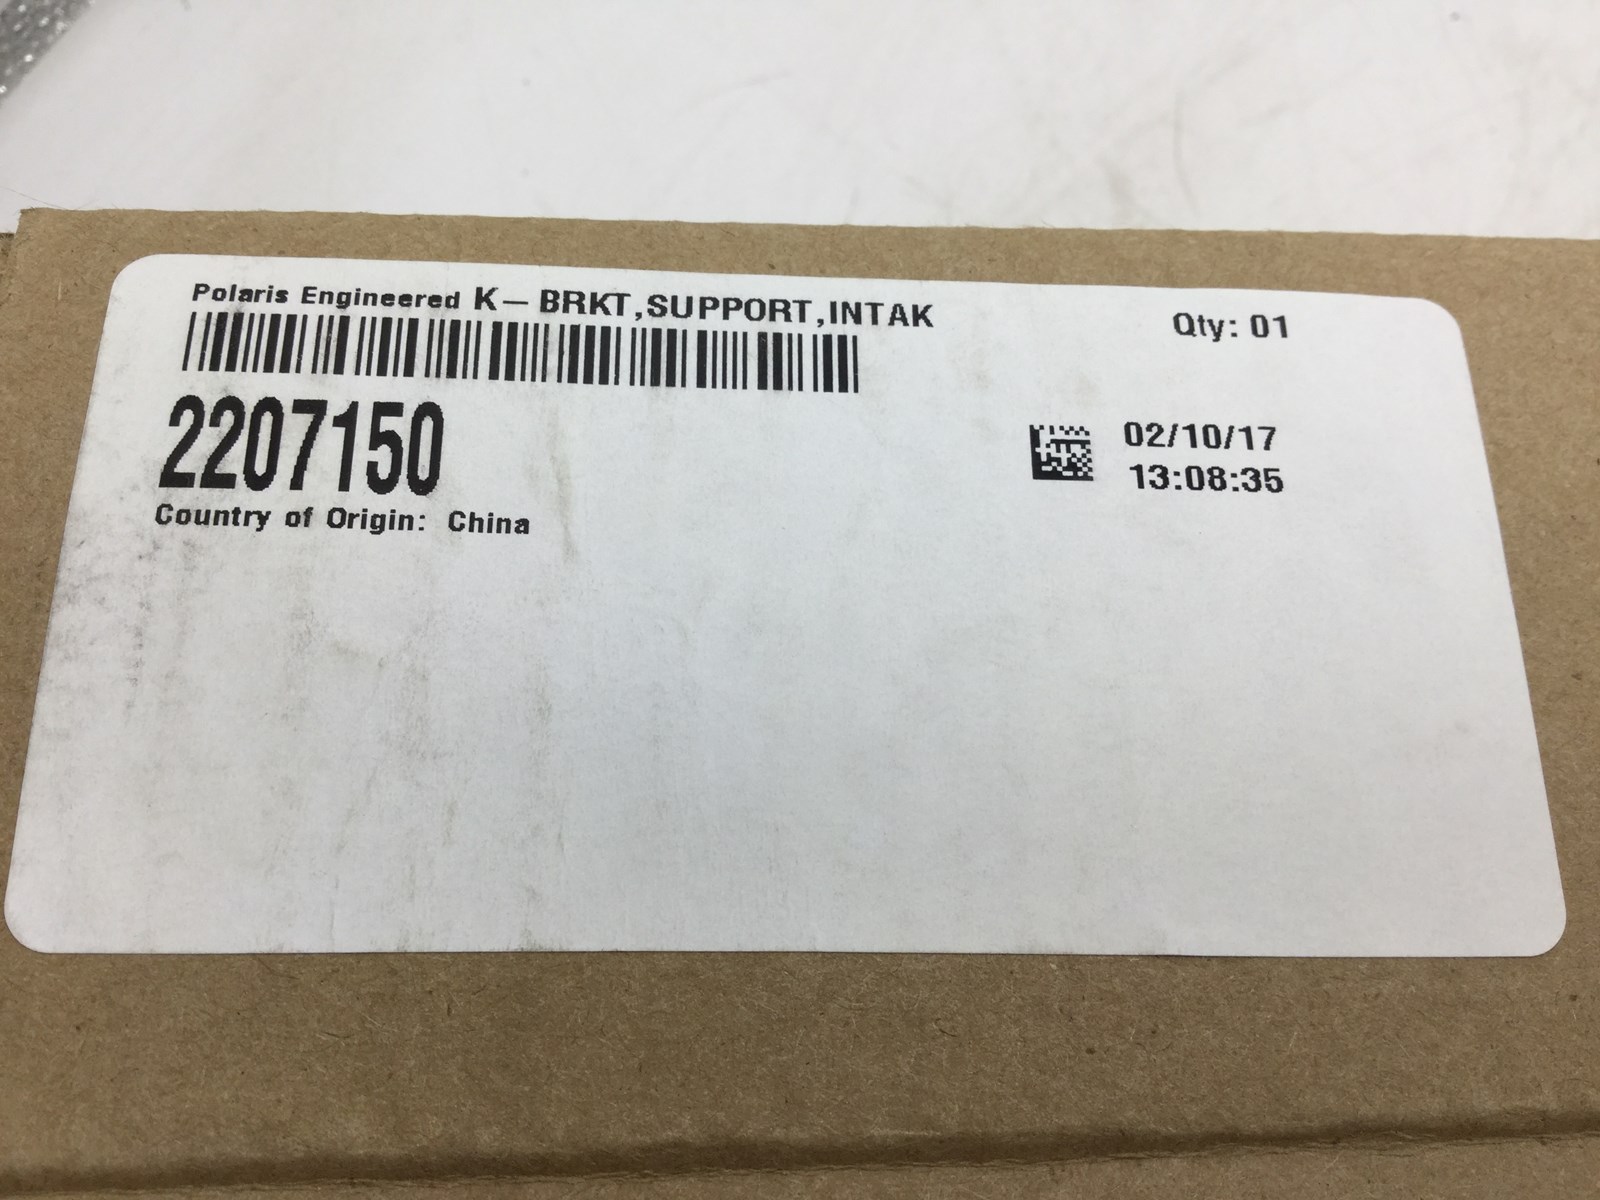 Polaris Engineered K- BRKT,SUPPORT,INTAK
Qty: 01
2207150
02/10/17
13:08:35
Country of Origin: China